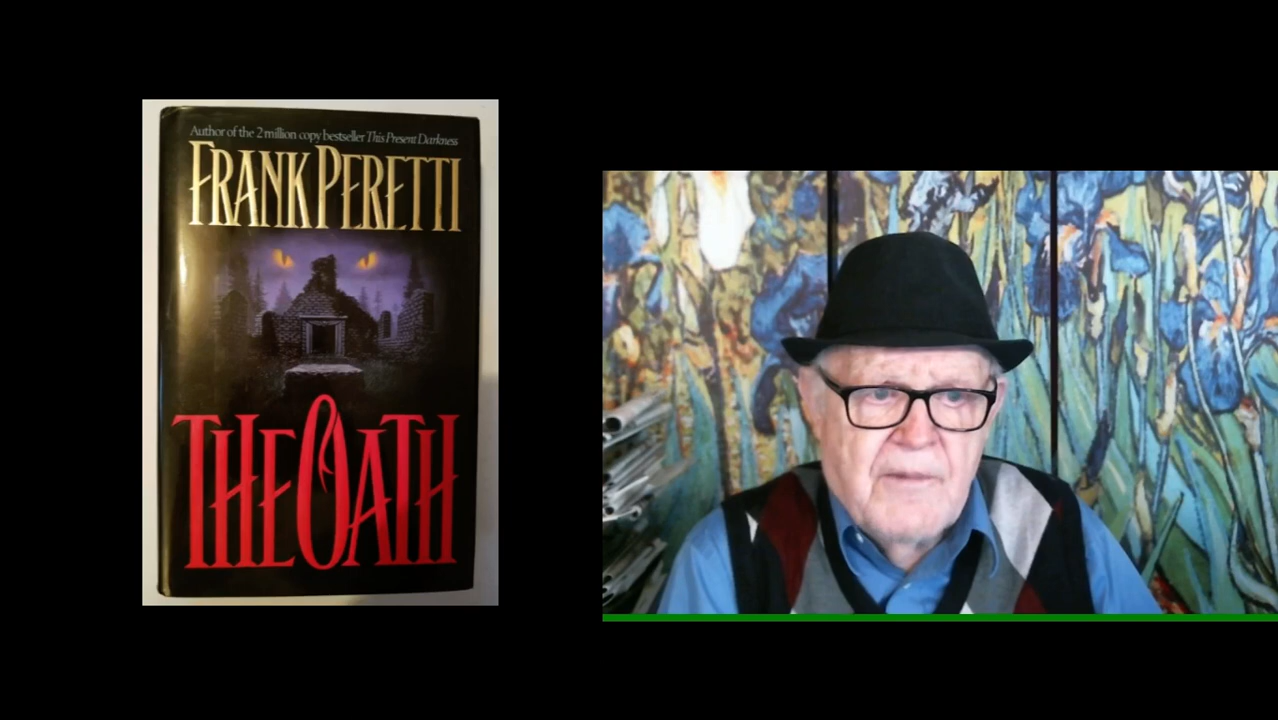 Author of the 2 million copy bestseller This Present Darkness
FRANK PERETTI
THE OATH